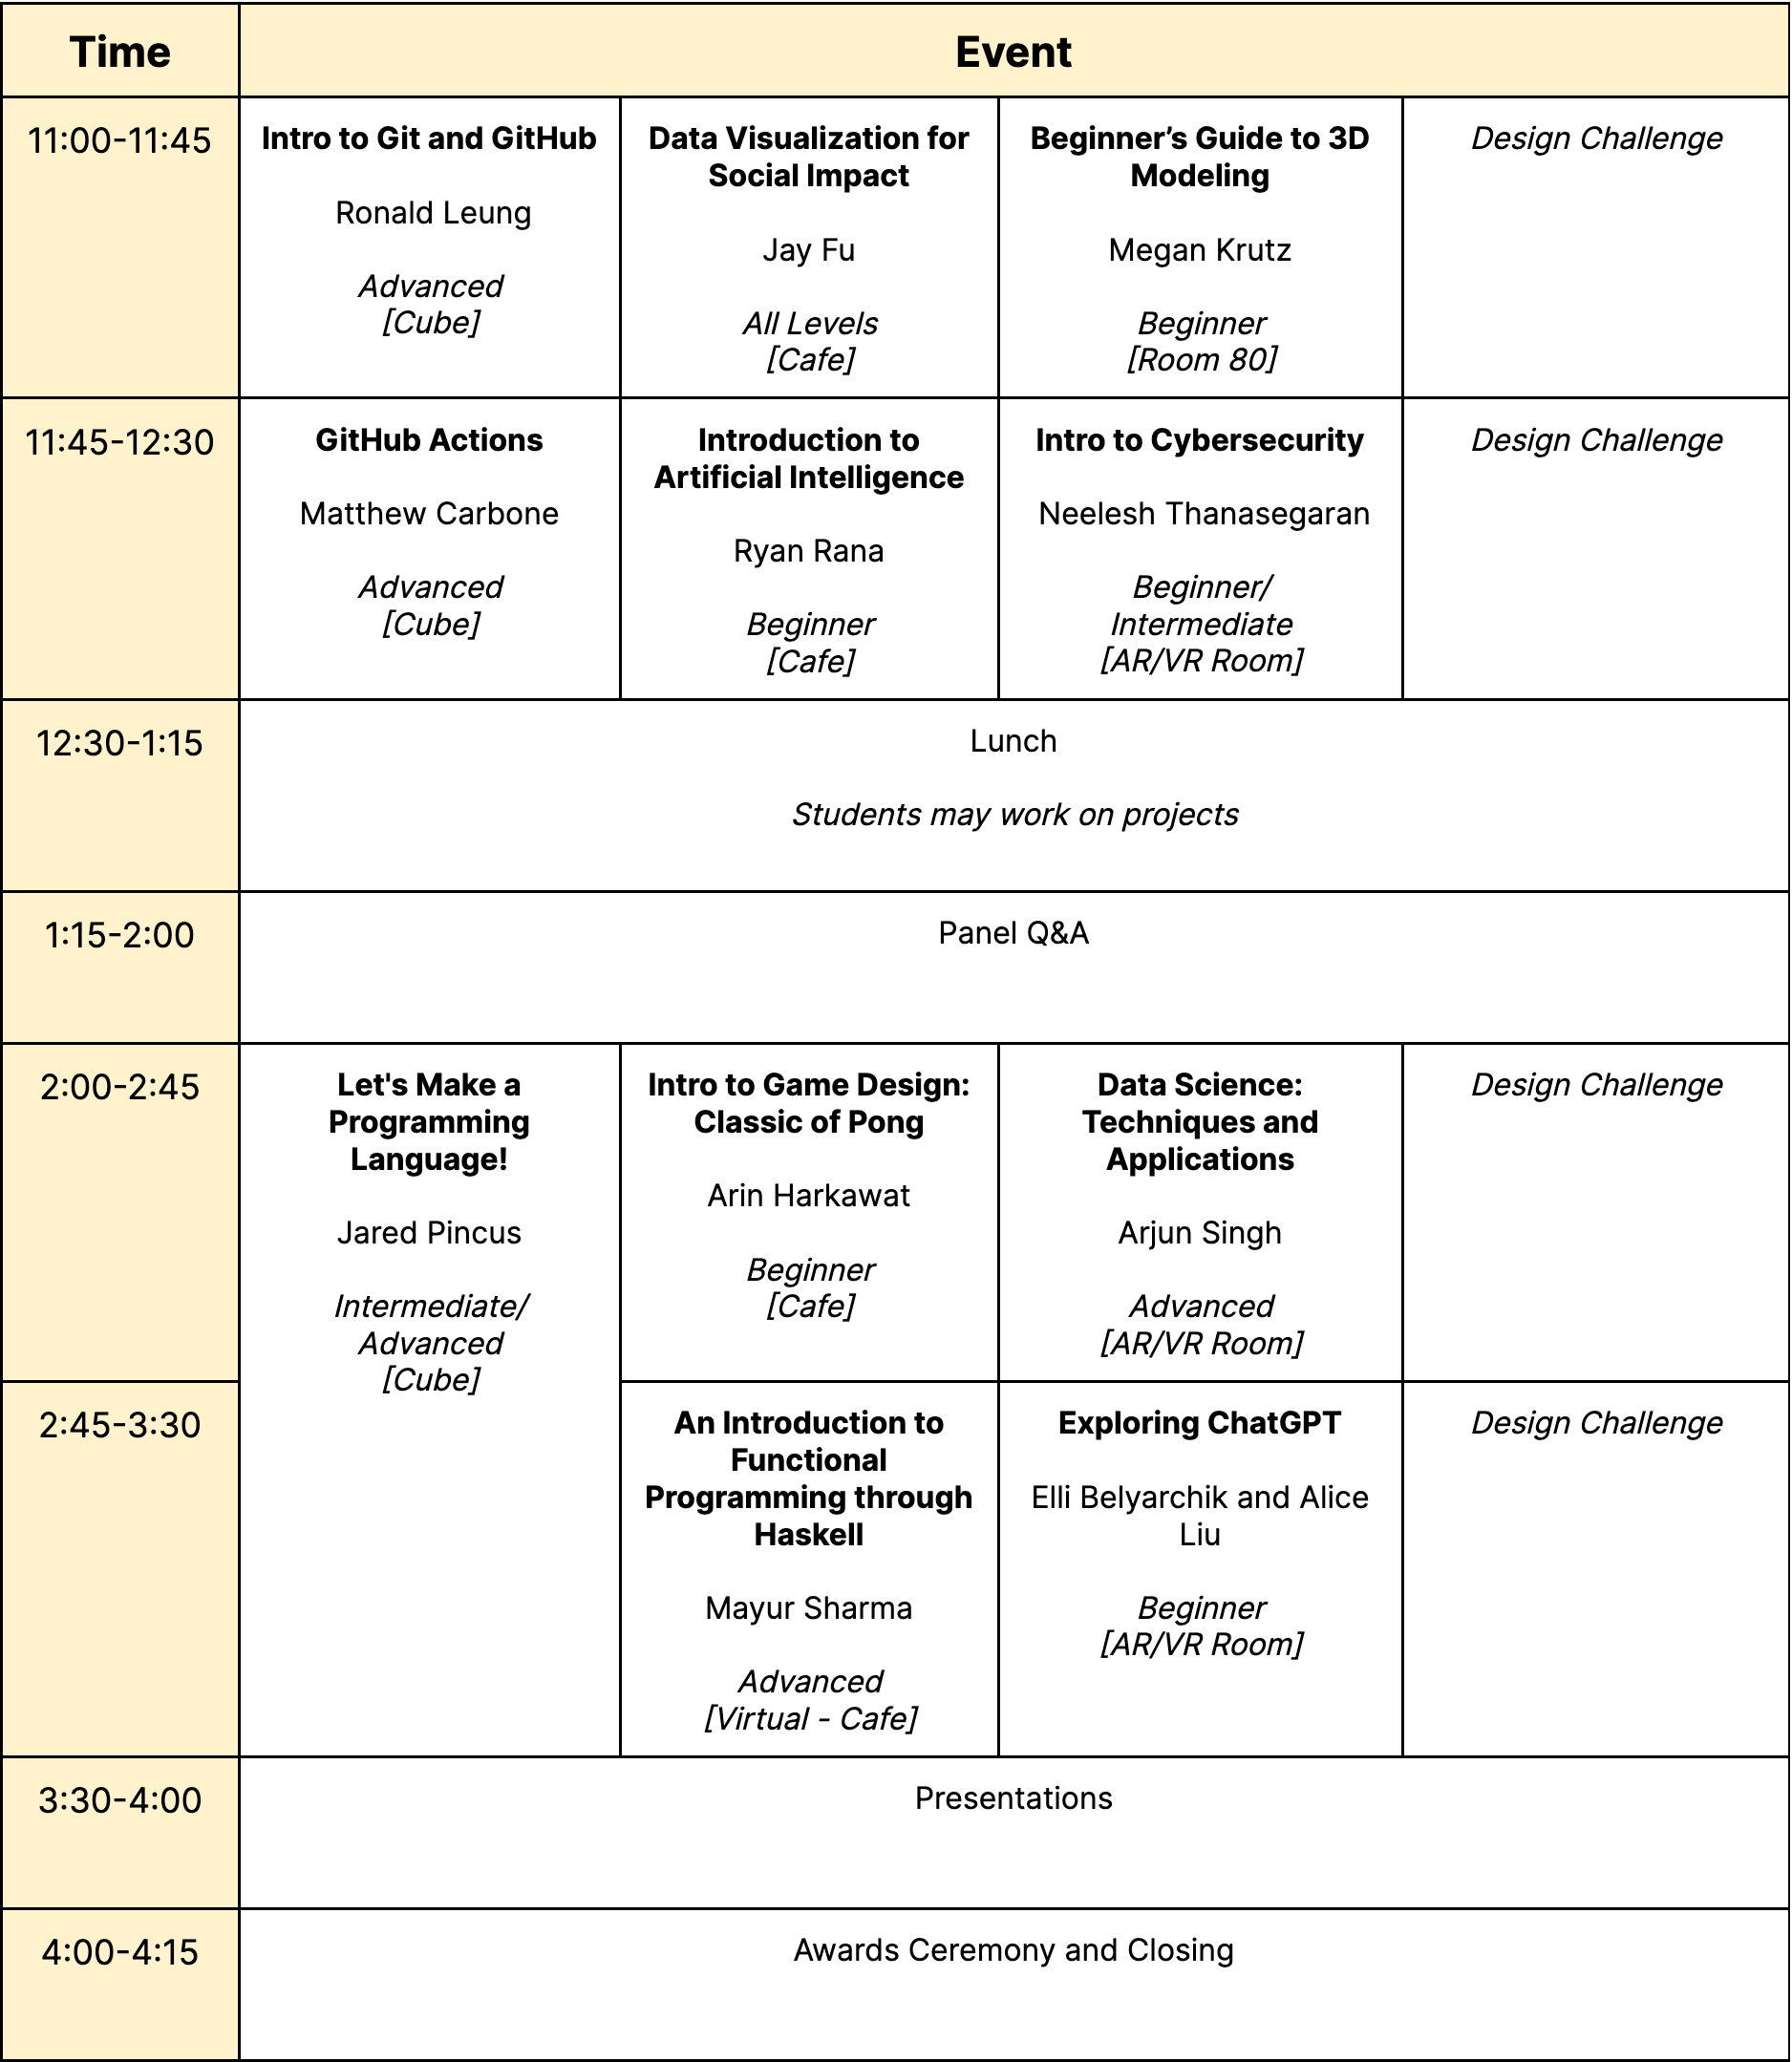 Time
Event
11:00-11:45
Intro to Git and GitHub
Ronald Leung
Advanced
[Cube]
Data Visualization for
Social Impact
Jay Fu
All Levels
[Cafe]
Beginner’s Guide to 3D
Modeling
Megan Krutz
Beginner
[Room 80]
Design Challenge
11:45-12:30
GitHub Actions
Matthew Carbone
Advanced
[Cube]
Introduction to
Artificial Intelligence
Ryan Rana
Beginner
[Cafe]
Intro to Cybersecurity
Neelesh Thanasegaran
Beginner/
Intermediate
[AR/VR Room]
Design Challenge
12:30-1:15
Lunch
Students may work on projects
1:15-2:00
Panel Q&A
2:00-2:45
Let's Make a
Programming
Language!
Jared Pincus
Intermediate/
Advanced
[Cube]
Intro to Game Design:
Classic of Pong
Arin Harkawat
Beginner
[Cafe]
Data Science:
Techniques and
Applications
Arjun Singh
Advanced
[AR/VR Room]
Design Challenge
2:45-3:30
An Introduction to
Functional
Programming through
Haskell
Mayur Sharma
Advanced
[Virtual - Cafe]
Exploring ChatGPT
Elli Belyarchik and Alice
Liu
Beginner
[AR/VR Room]
Design Challenge
3:30-4:00
Presentations
4:00-4:15
Awards Ceremony and Closing